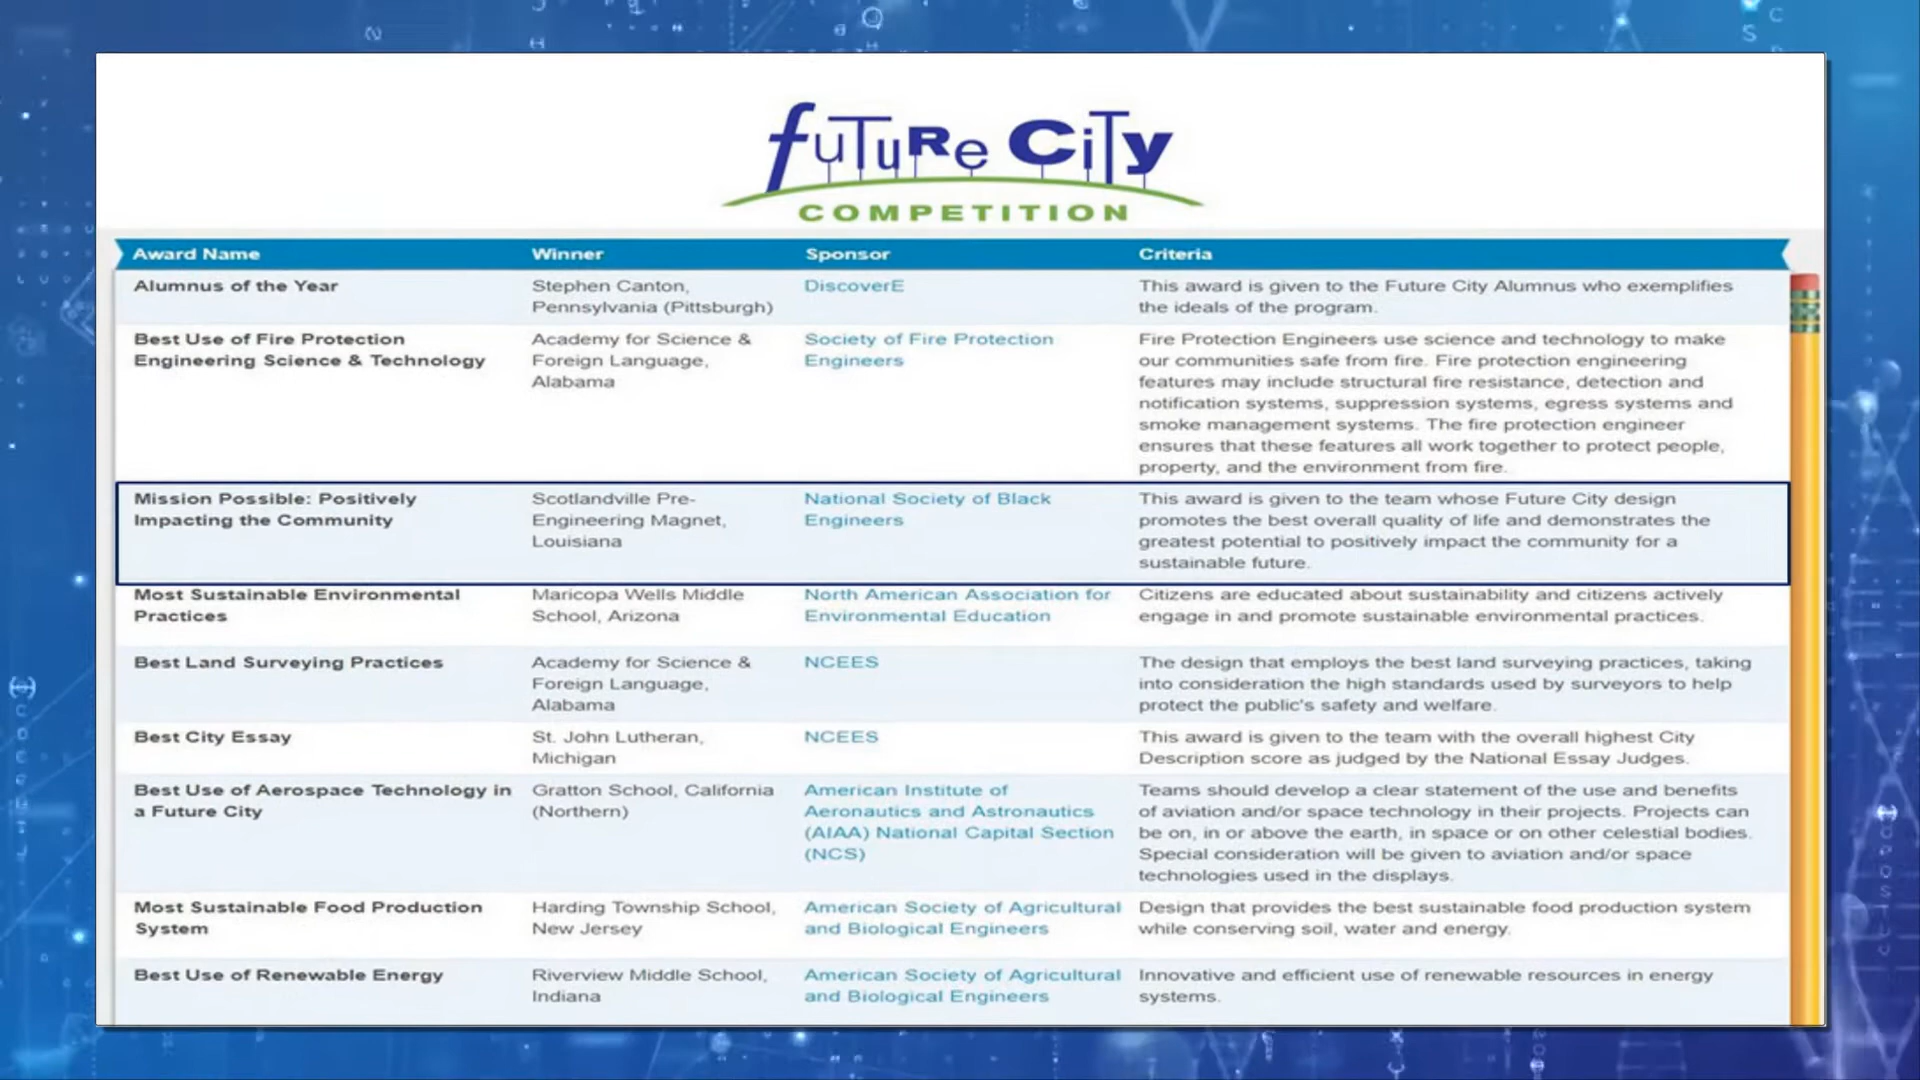 fuTuRe CiTy
COMPETITION
Award Name Winner Sponsor Criteria
Alumnus of the Year
Stephen Canton,
Pennsylvania (Pittsburgh)
DiscoverE
This award is given to the Future City Alumnus who exemplifies
the ideals of the program.
Best Use of Fire Protection
Engineering Science & Technology
Academy for Science &
Foreign Language,
Alabama
Society of Fire Protection
Engineers
Fire Protection Engineers use science and technology to make
our communities safe from fire. Fire protection engineering
features may include structural fire resistance, detection and
notification systems, suppression systems, egress systems and
smoke management systems. The fire protection engineer
ensures that these features all work together to protect people,
property, and the environment from fire.
Mission Possible: Positively
Impacting the Community
Scotlandville Pre-
Engineering Magnet,
Louisiana
National Society of Black
Engineers
This award is given to the team whose Future City design
promotes the best overall quality of life and demonstrates the
greatest potential to positively impact the community for a
sustainable future.
Most Sustainable Environmental
Practices
Maricopa Wells Middle
School, Arizona
North American Association for
Environmental Education
Citizens are educated about sustainability and citizens actively
engage in and promote sustainable environmental practices.
Best Land Surveying Practices
Academy for Science &
Foreign Language,
Alabama
NCEES
The design that employs the best land surveying practices, taking
into consideration the high standards used by surveyors to help
protect the public's safety and welfare.
Best City Essay
St. John Lutheran,
Michigan
NCEES
This award is given to the team with the overall highest City
Description score as judged by the National Essay Judges.
Best Use of Aerospace Technology in
a Future City
Gratton School, California
(Northern)
American Institute of
Aeronautics and Astronautics
(AIAA) National Capital Section
(NCS)
Teams should develop a clear statement of the use and benefits
of aviation and/or space technology in their projects. Projects can
be on, in or above the earth, in space or on other celestial bodies.
Special consideration will be given to aviation and/or space
technologies used in the displays.
Most Sustainable Food Production
System
Harding Township School,
New Jersey
American Society of Agricultural
and Biological Engineers
Design that provides the best sustainable food production system
while conserving soil, water and energy.
Best Use of Renewable Energy
Riverview Middle School,
Indiana
American Society of Agricultural
and Biological Engineers
Innovative and efficient use of renewable resources in energy
systems.